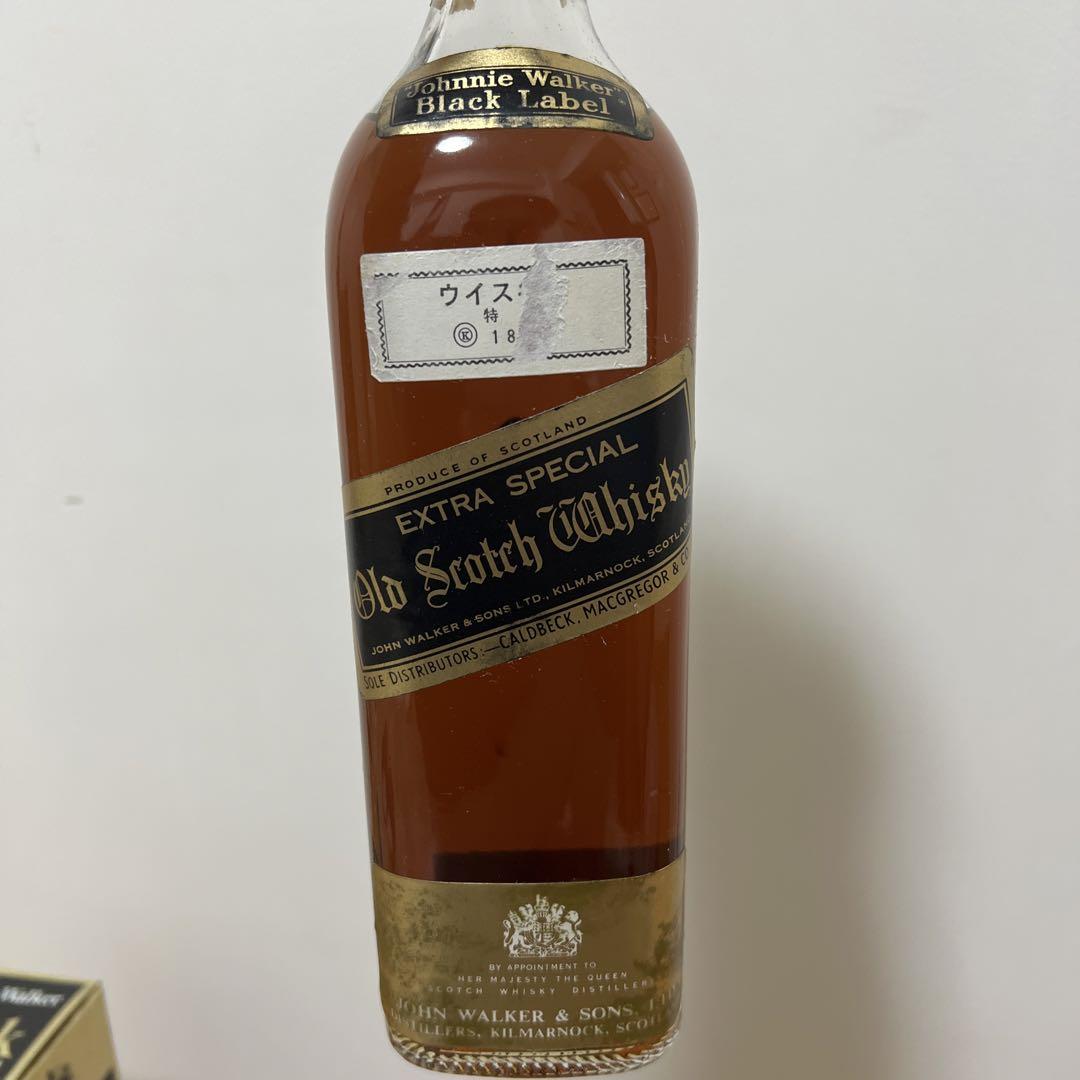 "Johnnie Walker"
Black Label
ウイス
特
Ⓚ 18
PRODUCE OF SCOTLAND
EXTRA SPECIAL
Old Scotch Whisky
JOHN WALKER & SONS LTD., KILMARNOCK, SCOTLAND
SOLE DISTRIBUTORS:—CALDBECK, MACGREGOR & CO
BY APPOINTMENT TO
HER MAJESTY THE QUEEN
SCOTCH WHISKY DISTILLERS
JOHN WALKER & SONS, LTD
DISTILLERS, KILMARNOCK, SCOT
Walker
k